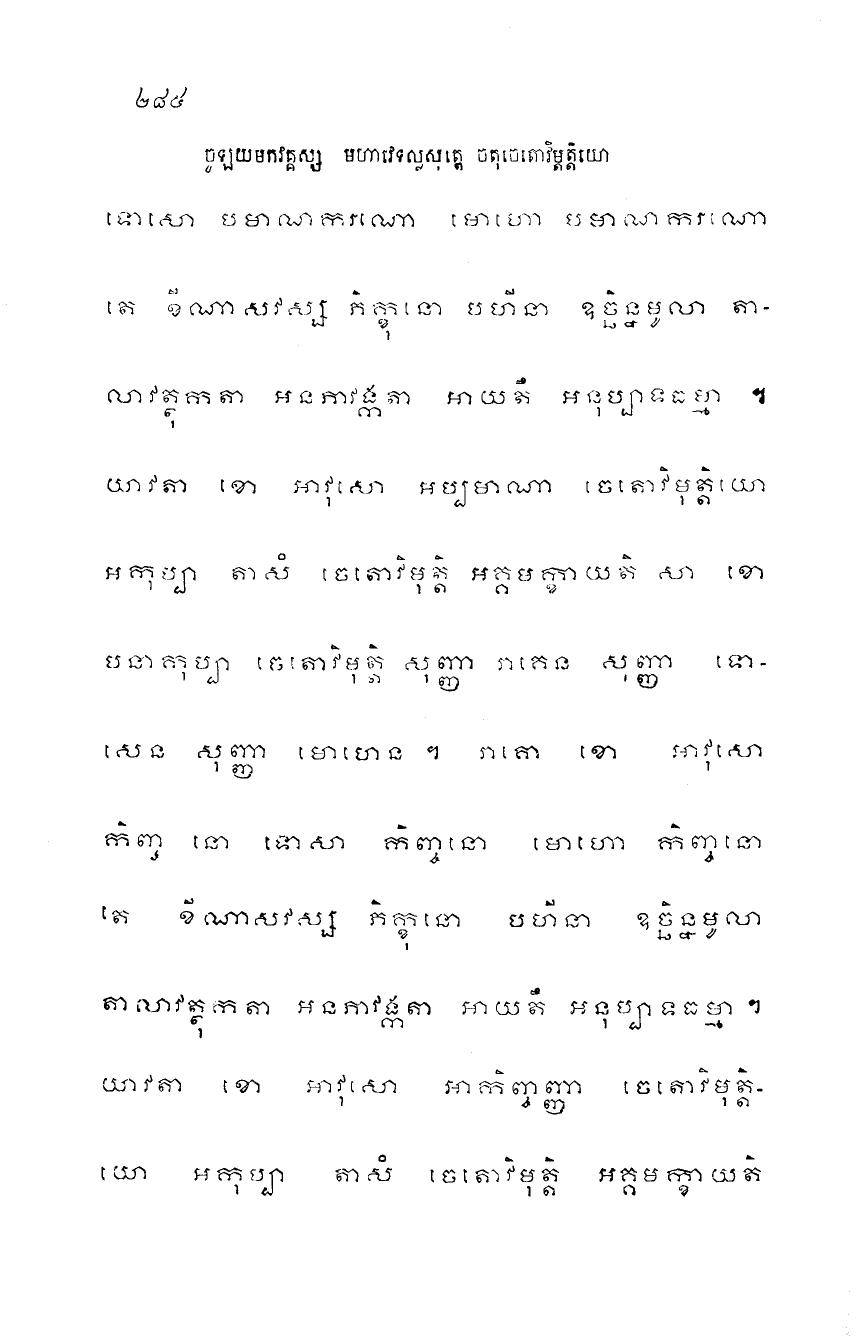 ២៨៤
ចូឡយមកវគ្គស្ស មហាវេទល្លសុត្តេ ចតុចេតោវិមុត្តិយោ
ទោសោ បមាណករណោ មោហោ បមាណករណោ
តេ ខីណាសវស្ស ភិក្ខុនោ បហីនា ឧច្ឆិន្នមូលា តា-
លាវត្ថុកតា អនភាវង្កតា អាយតឹ អនុប្បាទធម្មា ។
យាវតា ខោ អាវុសោ អប្បមាណា ចេតោវិមុត្តិយោ
អកុប្បា តាសំ ចេតោវិមុត្តិ អគ្គមក្ខាយតិ សា ខោ
បនាកុប្បា ចេតោវិមុត្តិ សុញ្ញា រាគេន សុញ្ញា ទោ-
សេន សុញ្ញា មោហេន ។ រាគោ ខោ អាវុសោ
កិញ្ច នោ ទោសា កិញ្ចនោ មោហោ កិញ្ចនោ
តេ ខីណាសវស្ស ភិក្ខុនោ បហីនា ឧច្ឆិន្នមូលា
តាលាវត្ថុកតា អនភាវង្កតា អាយតឹ អនុប្បាទធម្មា ។
យាវតា ខោ អាវុសោ អាកិញ្ចញ្ញា ចេតោវិមុត្តិ-
យោ អកុប្បា តាសំ ចេតោវិមុត្តិ អគ្គមក្ខាយតិ